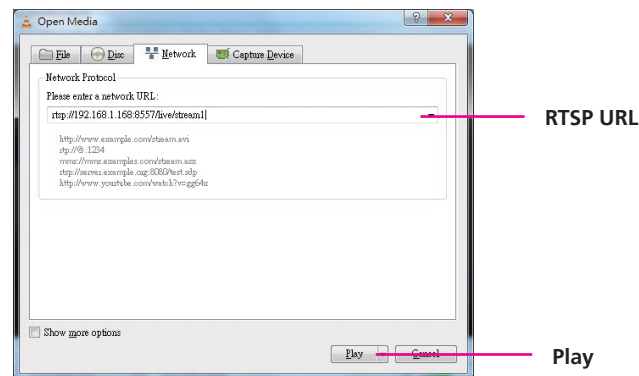 Open Media
File Disc Network Capture Device
Network Protocol
Please enter a network URL:
rtsp://192.168.1.168:8557/live/stream1
RTSP URL
http://www.example.com/stream.avi
rtp://@:1234
mms://mms.examples.com/stream.asx
rtsp://server.example.org:8080/test.sdp
http://www.youtube.com/watch?v=gg64x
Show more options
Play Cancel
Play